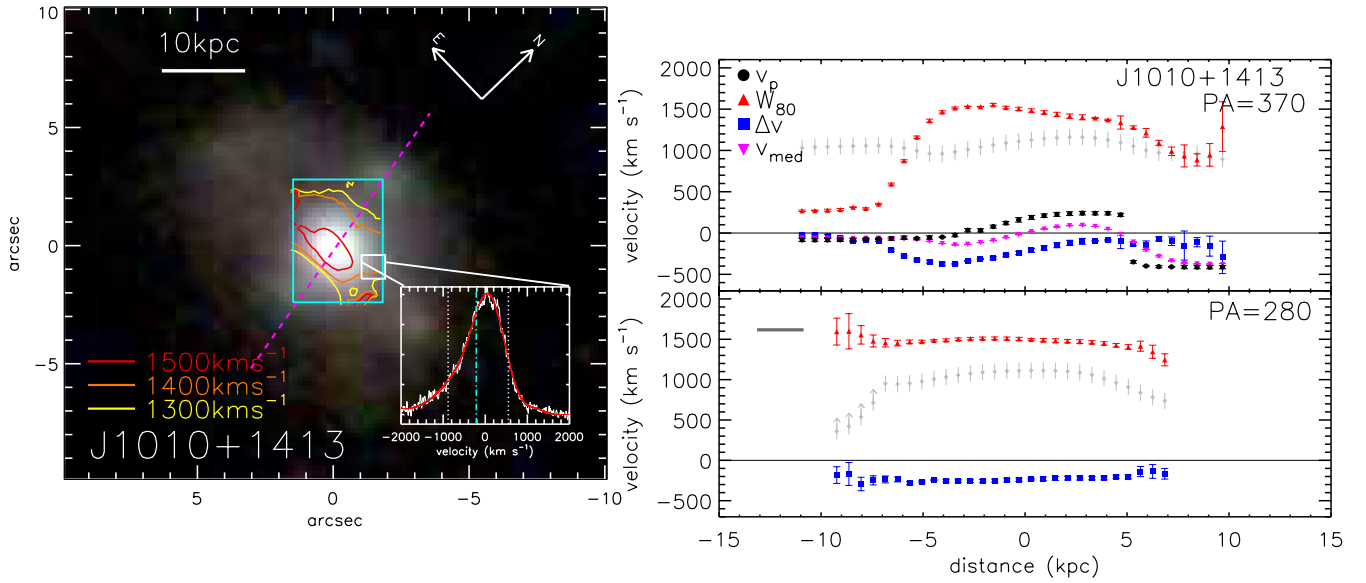 10
5
0
−5
arcsec
5
0
−5
−10
arcsec
10kpc
E
N
2
0
1500kms⁻¹
1400kms⁻¹
1300kms⁻¹
J1010+1413
−2000 −1000 0 1000 2000
velocity (km s⁻¹)
2000
1500
1000
500
0
−500
velocity (km s⁻¹)
v_p
W_80
Δv
v_med
J1010+1413
PA=370
2000
1500
1000
500
0
−500
velocity (km s⁻¹)
PA=280
−15 −10 −5 0 5 10 15
distance (kpc)